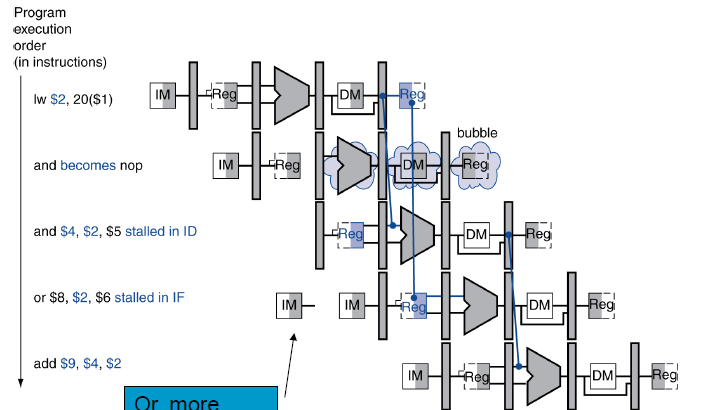 Program
execution
order
(in instructions)
lw $2, 20($1)
IM
Reg
DM
Reg
bubble
and becomes nop
IM
Reg
DM
Reg
and $4, $2, $5 stalled in ID
Reg
DM
Reg
or $8, $2, $6 stalled in IF
IM
IM
Reg
DM
Reg
add $9, $4, $2
IM
Reg
DM
Reg
Or, more